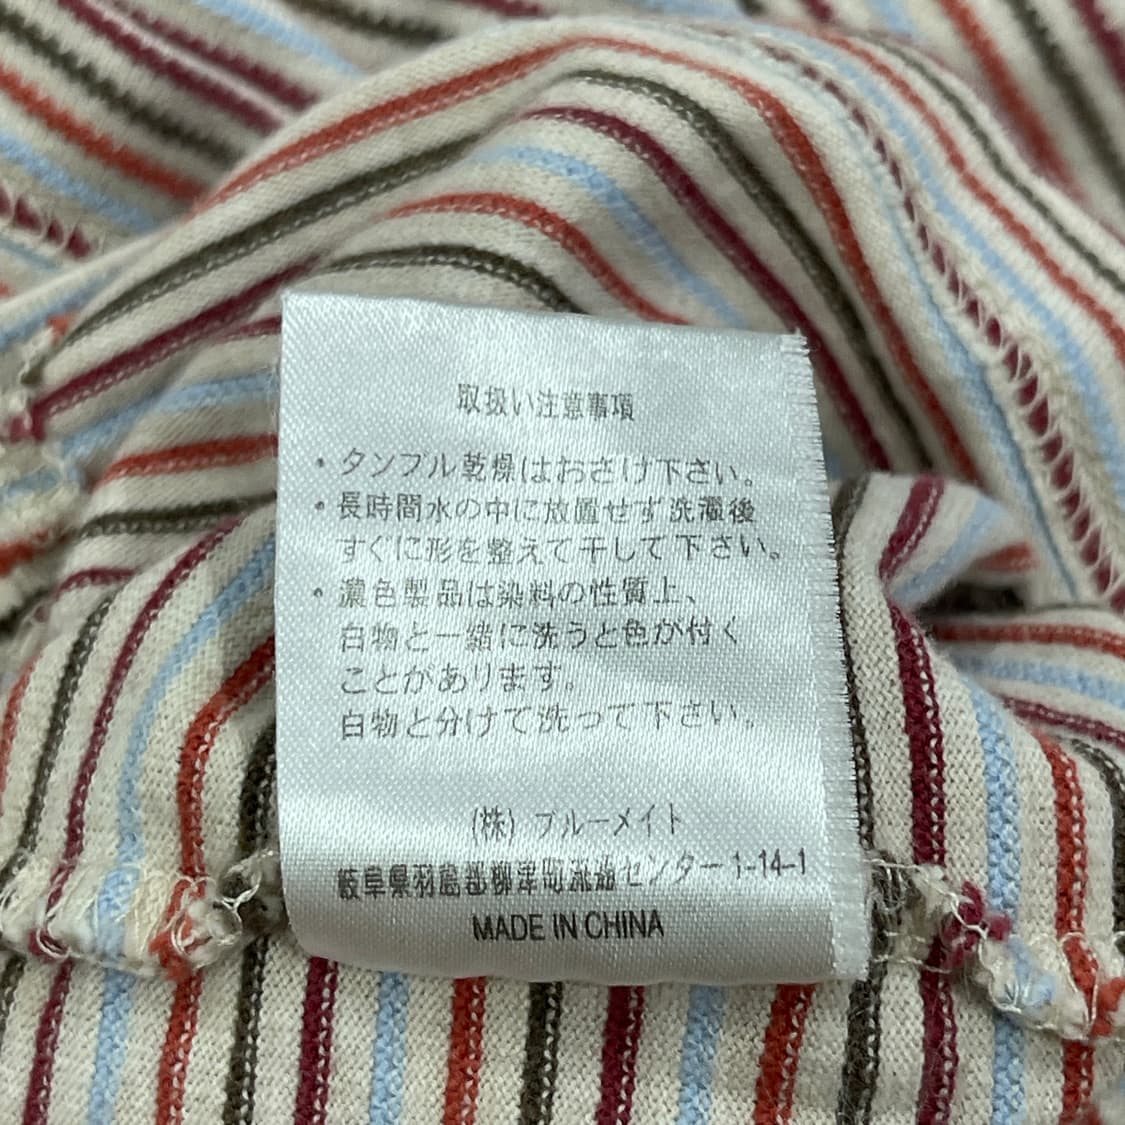 取扱い注意事項
・タンブル乾燥はおさけ下さい。
・長時間水の中に放置せず洗濯後
すぐに形を整えて干して下さい。
・濃色製品は染料の性質上、
白物と一緒に洗うと色が付く
ことがあります。
白物と分けて洗って下さい。
(株) ブルーメイト
岐阜県羽島郡柳津町流通センター1-14-1
MADE IN CHINA